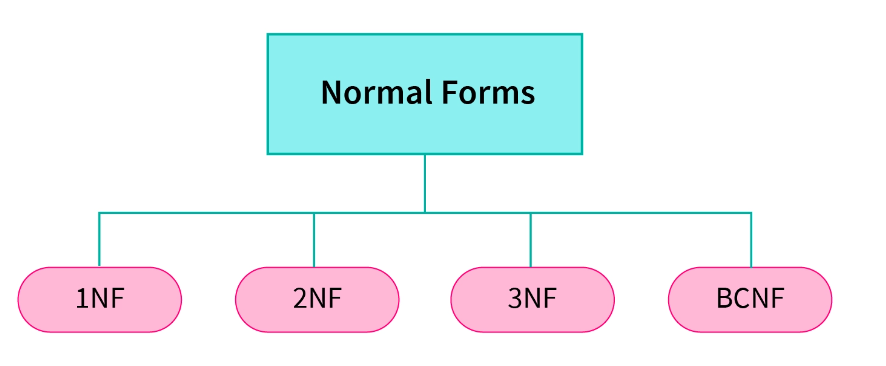 Normal Forms
1NF
2NF
3NF
BCNF